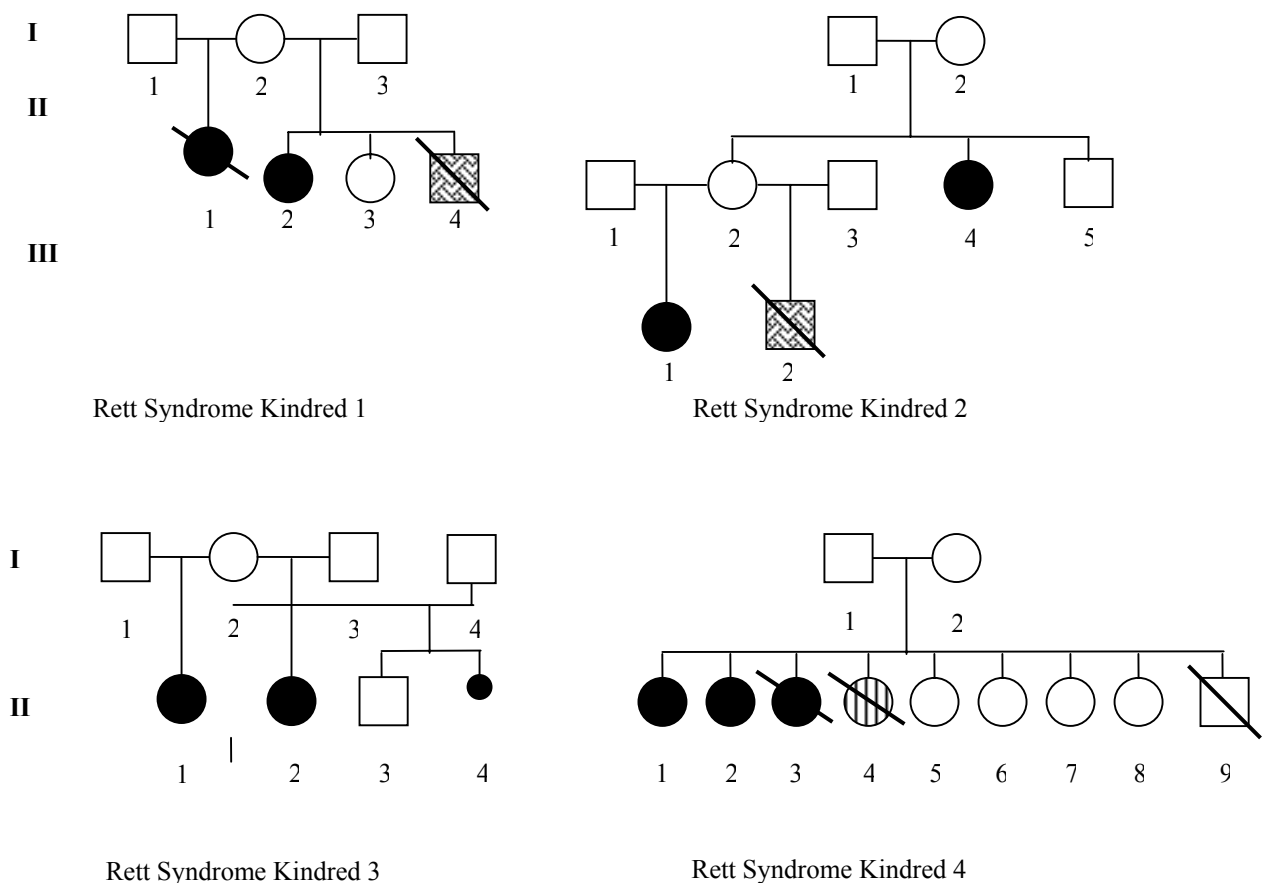 I
1 2 3
1 2
II
1 2 3 4
1 2 3 4 5
III
1 2
Rett Syndrome Kindred 1
Rett Syndrome Kindred 2
I
1 2 3 4
1 2
II
1 2 3 4
1 2 3 4 5 6 7 8 9
Rett Syndrome Kindred 3
Rett Syndrome Kindred 4